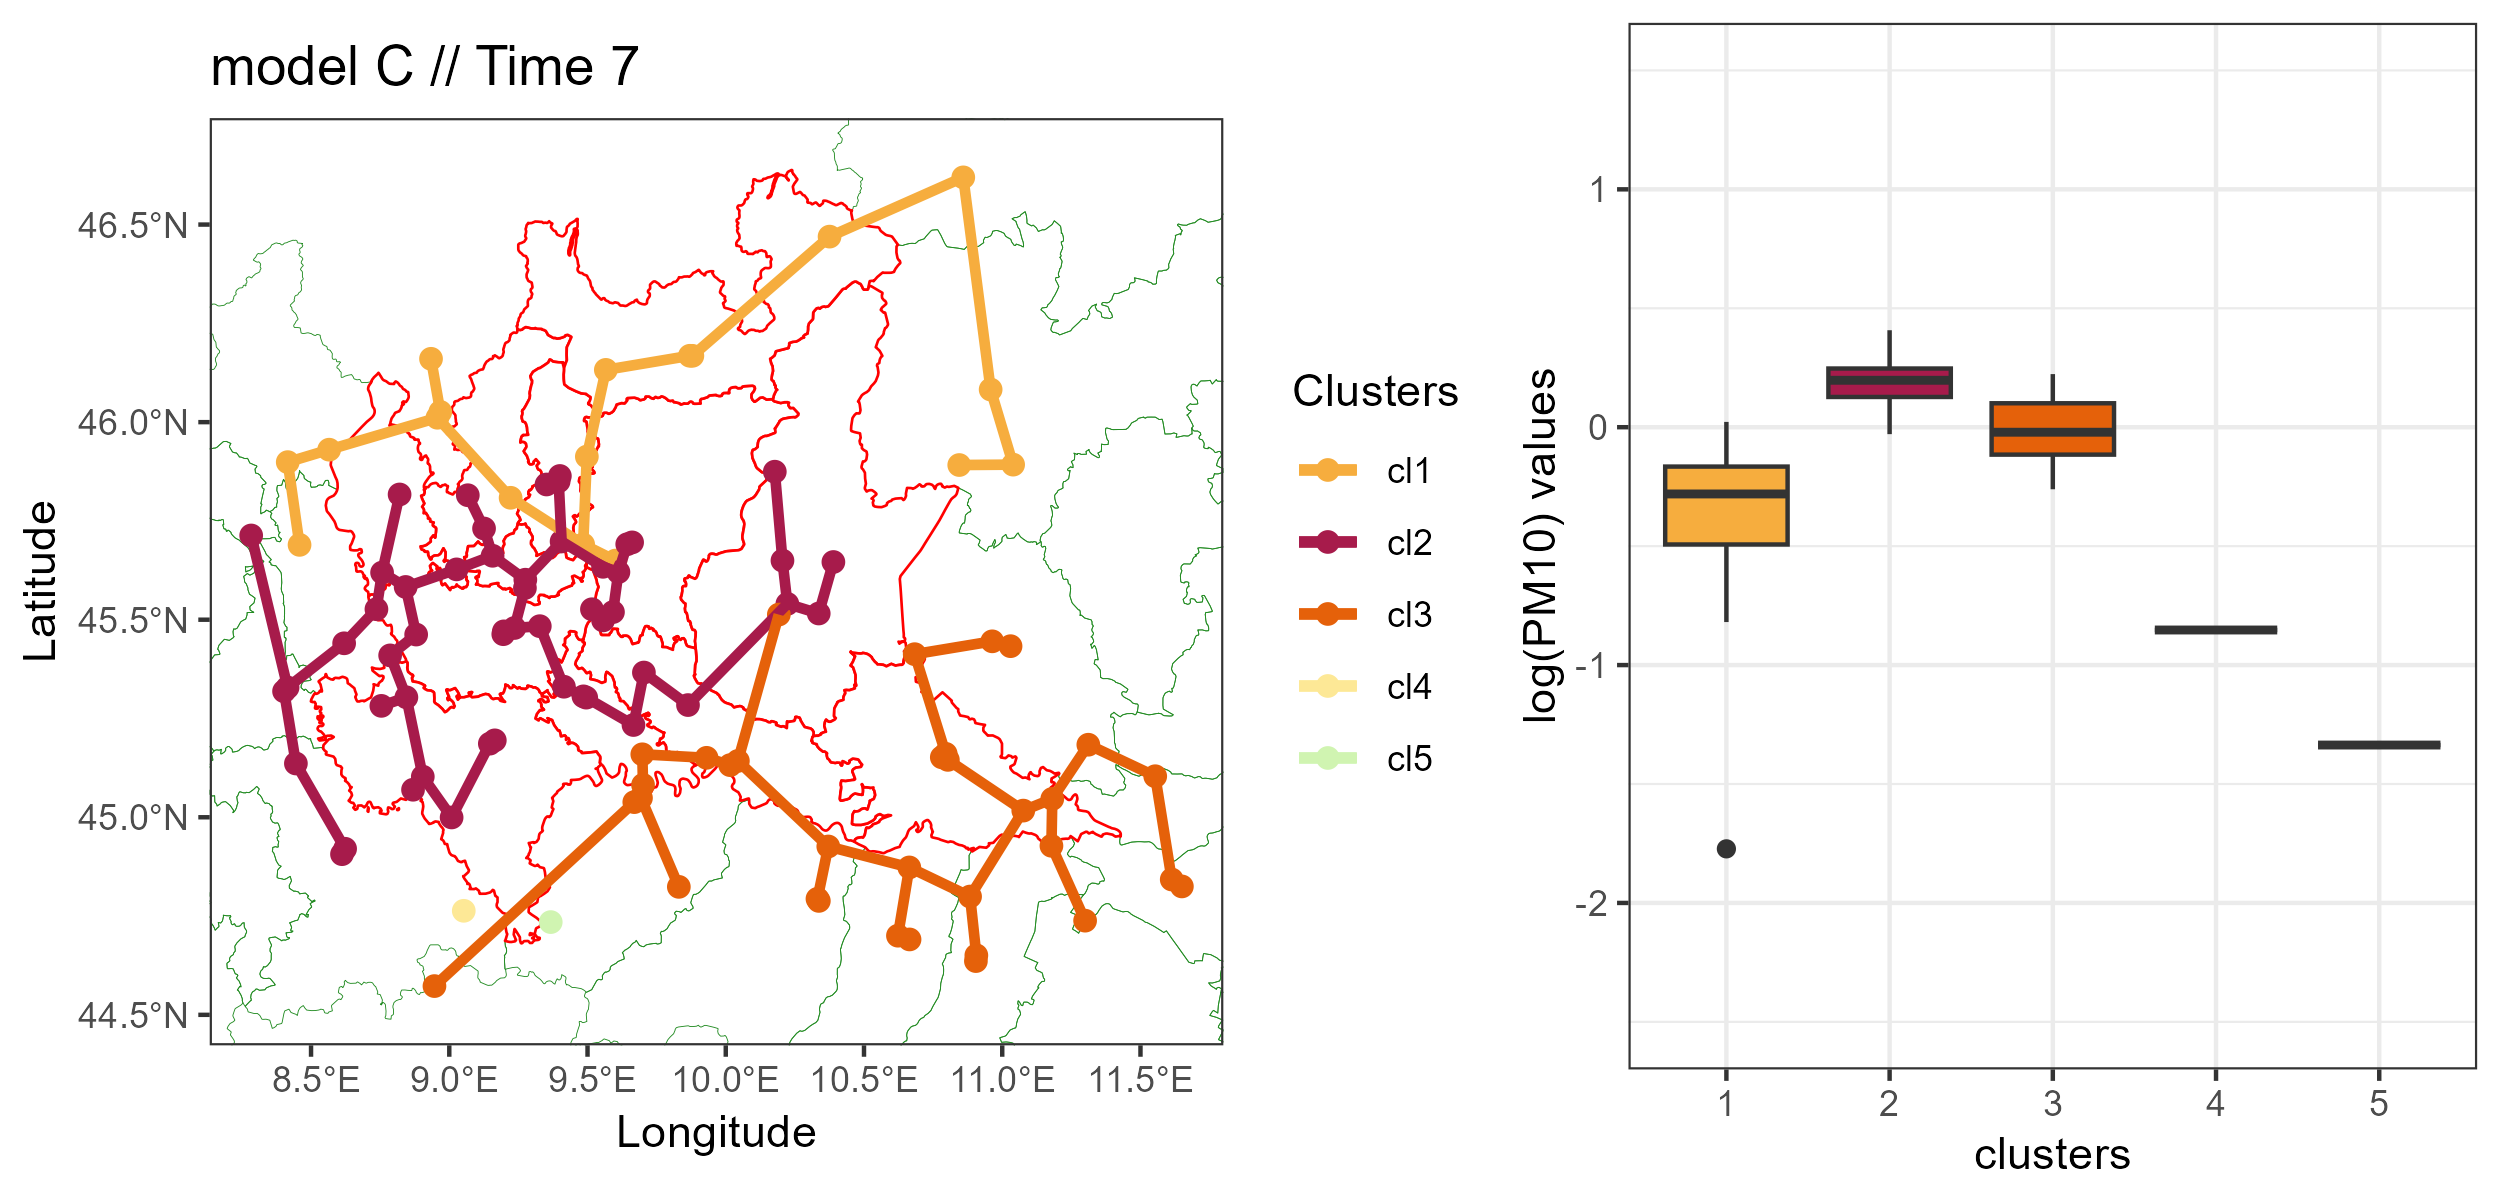 model C // Time 7
46.5°N
46.0°N
45.5°N
45.0°N
44.5°N
Latitude
8.5°E 9.0°E 9.5°E 10.0°E 10.5°E 11.0°E 11.5°E
Longitude
Clusters
cl1
cl2
cl3
cl4
cl5
1
0
-1
-2
log(PM10) values
1 2 3 4 5
clusters